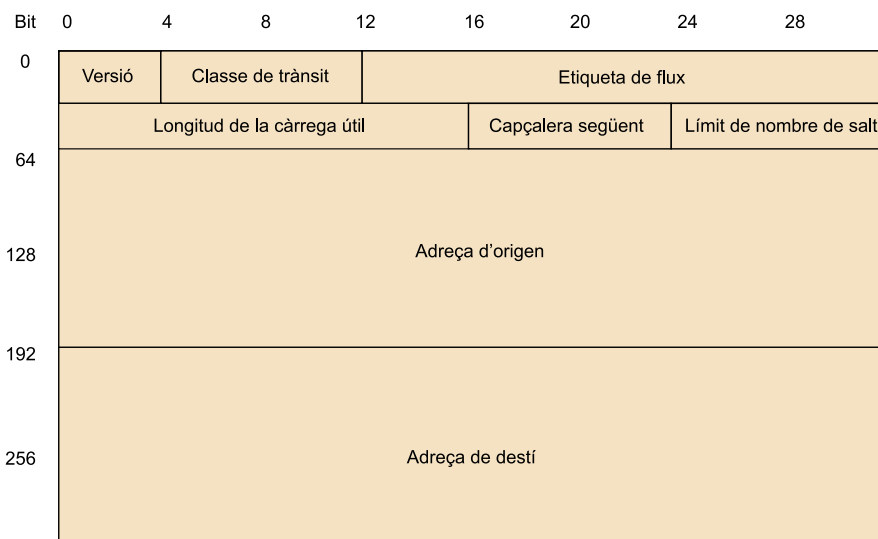 Bit 0 4 8 12 16 20 24 28
0 Versió Classe de trànsit Etiqueta de flux
Longitud de la càrrega útil Capçalera següent Límit de nombre de salt
64
128 Adreça d’origen
192
256 Adreça de destí